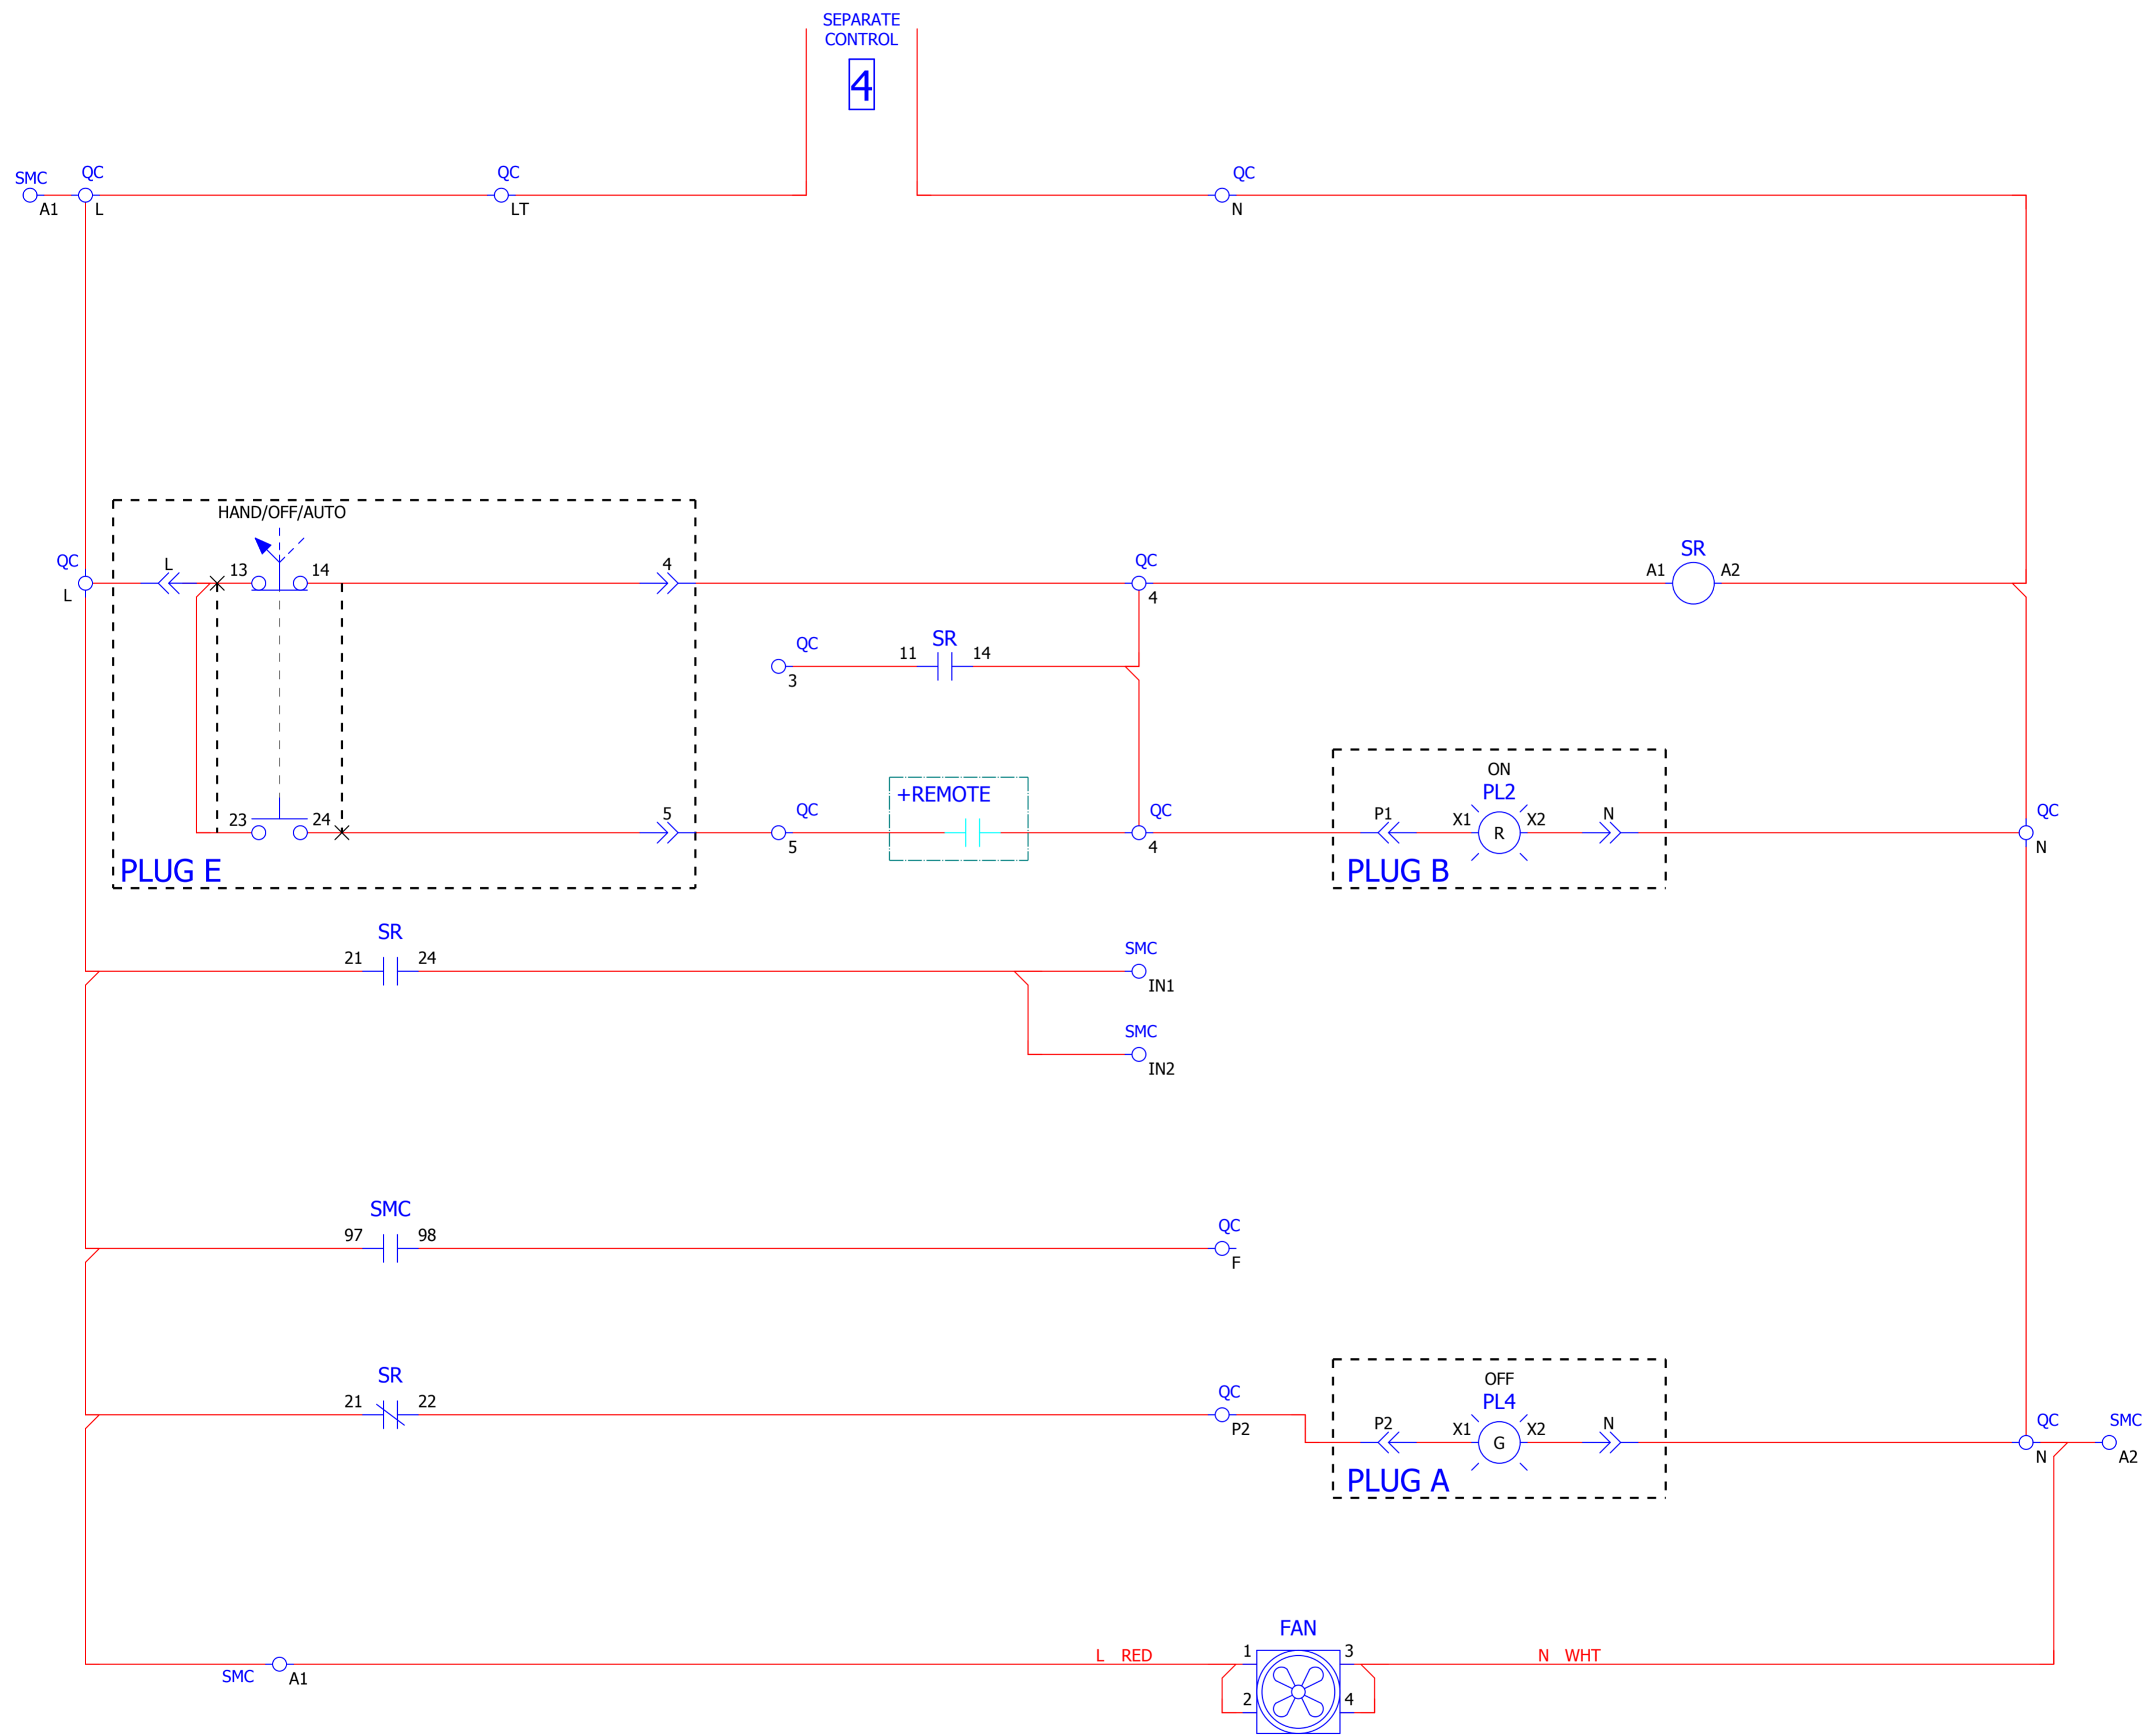 SEPARATE
CONTROL
4
SMC
A1
QC
L
QC
LT
QC
N
HAND/OFF/AUTO
QC
L
L
13
14
4
QC
4
SR
A1
A2
QC
3
SR
11
14
23
24
5
PLUG E
QC
5
+REMOTE
QC
4
ON
PL2
P1
X1
R
X2
N
PLUG B
QC
N
SR
21
24
SMC
IN1
SMC
IN2
SMC
97
98
QC
F
SR
21
22
QC
P2
OFF
PL4
P2
X1
G
X2
N
PLUG A
QC
N
SMC
A2
SMC
A1
L RED
FAN
1
2
3
4
N WHT